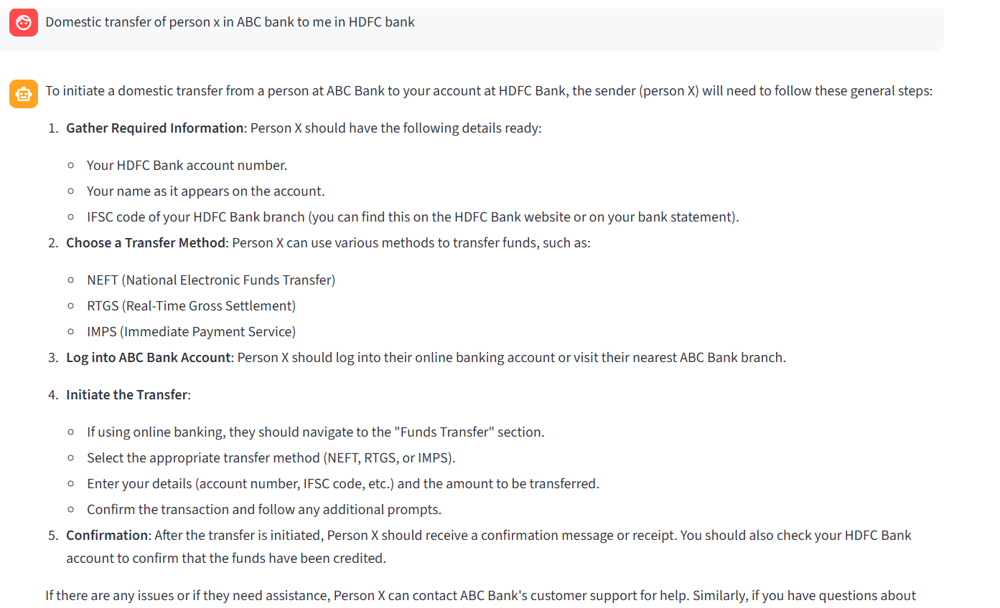 Domestic transfer of person x in ABC bank to me in HDFC bank
To initiate a domestic transfer from a person at ABC Bank to your account at HDFC Bank, the sender (person X) will need to follow these general steps:
1. Gather Required Information: Person X should have the following details ready:
○ Your HDFC Bank account number.
○ Your name as it appears on the account.
○ IFSC code of your HDFC Bank branch (you can find this on the HDFC Bank website or on your bank statement).
2. Choose a Transfer Method: Person X can use various methods to transfer funds, such as:
○ NEFT (National Electronic Funds Transfer)
○ RTGS (Real-Time Gross Settlement)
○ IMPS (Immediate Payment Service)
3. Log into ABC Bank Account: Person X should log into their online banking account or visit their nearest ABC Bank branch.
4. Initiate the Transfer:
○ If using online banking, they should navigate to the "Funds Transfer" section.
○ Select the appropriate transfer method (NEFT, RTGS, or IMPS).
○ Enter your details (account number, IFSC code, etc.) and the amount to be transferred.
○ Confirm the transaction and follow any additional prompts.
5. Confirmation: After the transfer is initiated, Person X should receive a confirmation message or receipt. You should also check your HDFC Bank
account to confirm that the funds have been credited.
If there are any issues or if they need assistance, Person X can contact ABC Bank's customer support for help. Similarly, if you have questions about